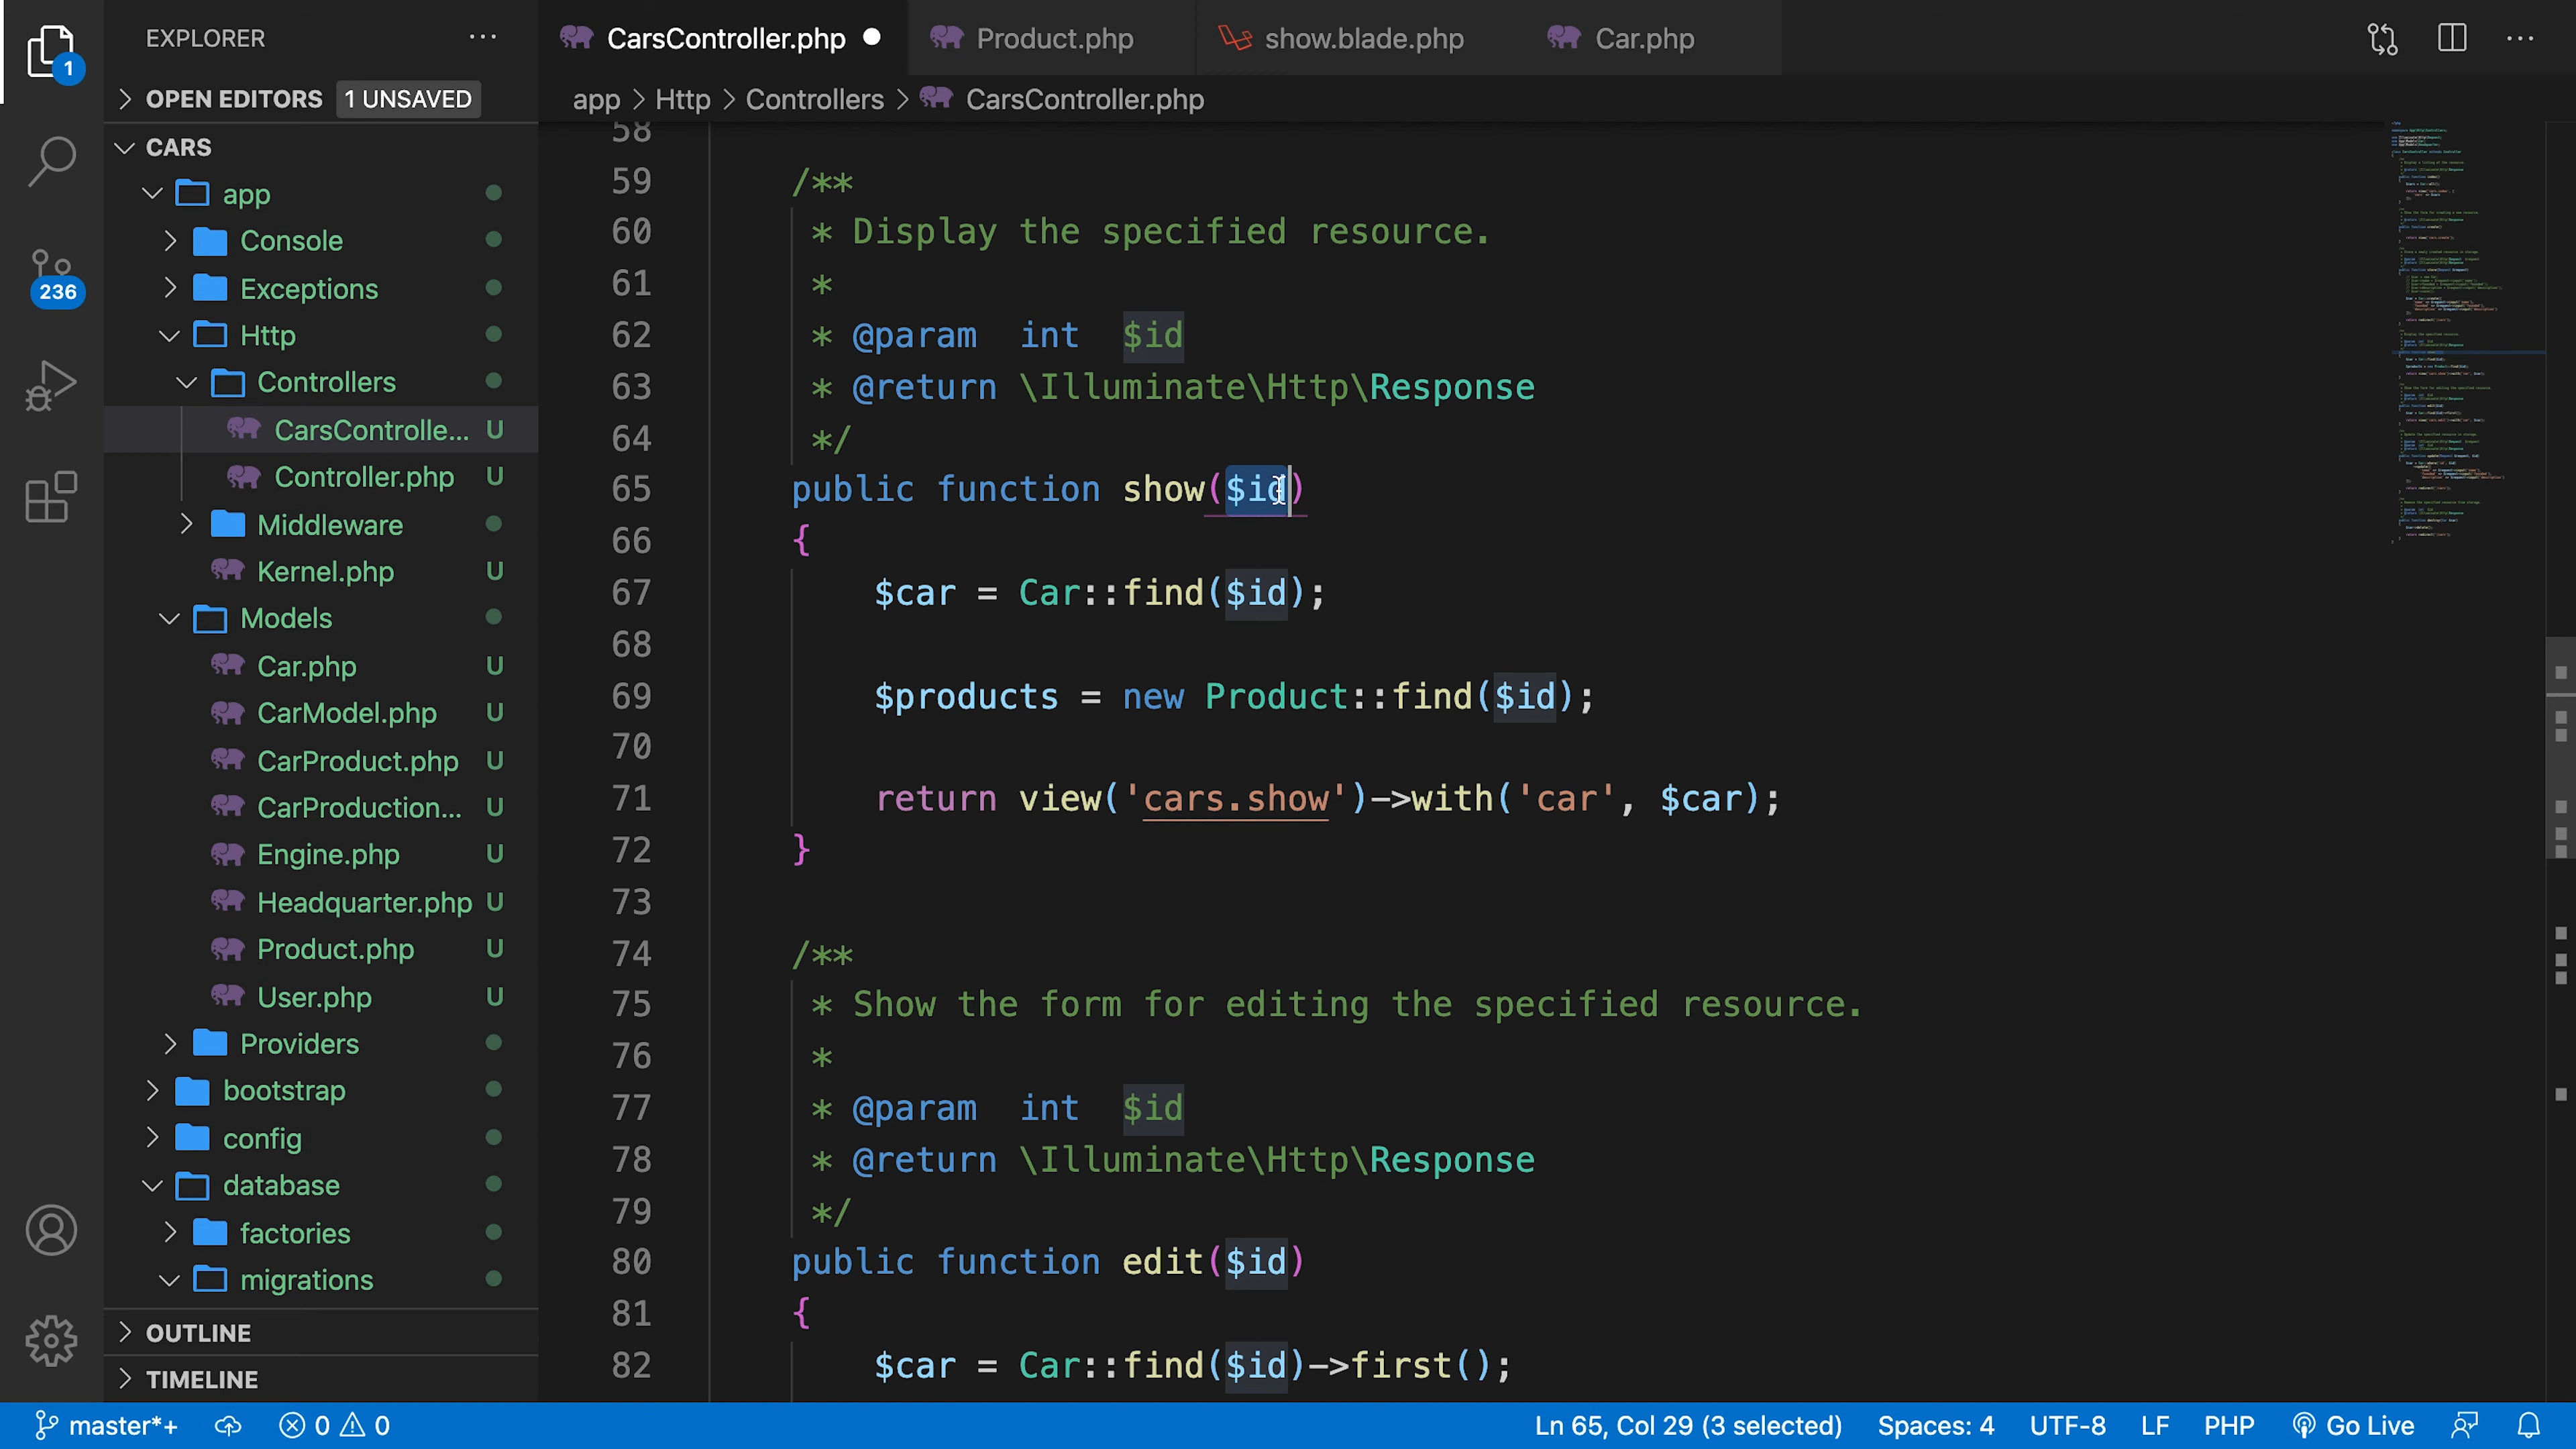 CarsController.php
Product.php
show.blade.php
Car.php
EXPLORER
OPEN EDITORS 1 UNSAVED
CARS
app
Console
Exceptions
Http
Controllers
CarsControlle... U
Controller.php U
Middleware
Kernel.php U
Models
Car.php U
CarModel.php U
CarProduct.php U
CarProduction... U
Engine.php U
Headquarter.php U
Product.php U
User.php U
Providers
bootstrap
config
database
factories
migrations
OUTLINE
TIMELINE
1
236
app > Http > Controllers > CarsController.php
58
59 /**
60 * Display the specified resource.
61 *
62 * @param int $id
63 * @return \Illuminate\Http\Response
64 */
65 public function show($id)
66 {
67 $car = Car::find($id);
68
69 $products = new Product::find($id);
70
71 return view('cars.show')->with('car', $car);
72 }
73
74 /**
75 * Show the form for editing the specified resource.
76 *
77 * @param int $id
78 * @return \Illuminate\Http\Response
79 */
80 public function edit($id)
81 {
82 $car = Car::find($id)->first();
master*+ 0 0 Ln 65, Col 29 (3 selected) Spaces: 4 UTF-8 LF PHP Go Live